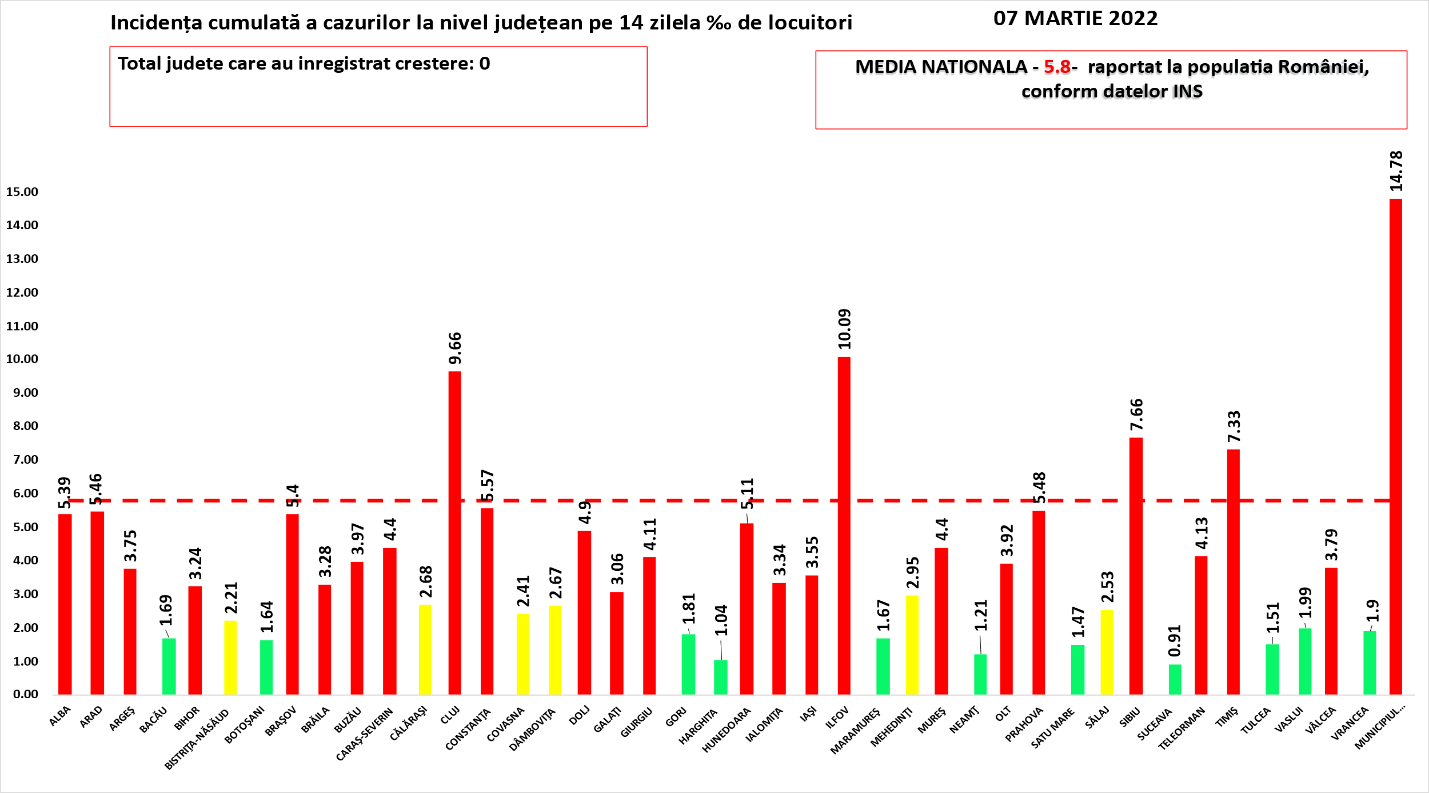 Incidența cumulată a cazurilor la nivel județean pe 14 zilela ‰ de locuitori
07 MARTIE 2022
Total judete care au inregistrat crestere: 0
MEDIA NATIONALA - 5.8- raportat la populatia României,
conform datelor INS
15.00
14.00
13.00
12.00
11.00
10.00
9.00
8.00
7.00
6.00
5.00
4.00
3.00
2.00
1.00
0.00
5.39
5.46
3.75
1.69
3.24
2.21
1.64
5.4
3.28
3.97
4.4
2.68
9.66
5.57
2.41
2.67
4.9
3.06
4.11
1.81
1.04
5.11
3.34
3.55
10.09
1.67
2.95
4.4
1.21
3.92
5.48
1.47
2.53
7.66
0.91
4.13
7.33
1.51
1.99
3.79
1.9
14.78
ALBA
ARAD
ARGEȘ
BACĂU
BIHOR
BISTRIȚA-NĂSĂUD
BOTOȘANI
BRAȘOV
BRĂILA
BUZĂU
CARAȘ-SEVERIN
CĂLĂRAȘI
CLUJ
CONSTANȚA
COVASNA
DÂMBOVIȚA
DOLJ
GALAȚI
GIURGIU
GORJ
HARGHITA
HUNEDOARA
IALOMIȚA
IAȘI
ILFOV
MARAMUREȘ
MEHEDINȚI
MUREȘ
NEAMȚ
OLT
PRAHOVA
SATU MARE
SĂLAJ
SIBIU
SUCEAVA
TELEORMAN
TIMIȘ
TULCEA
VASLUI
VÂLCEA
VRANCEA
MUNICIPIUL...